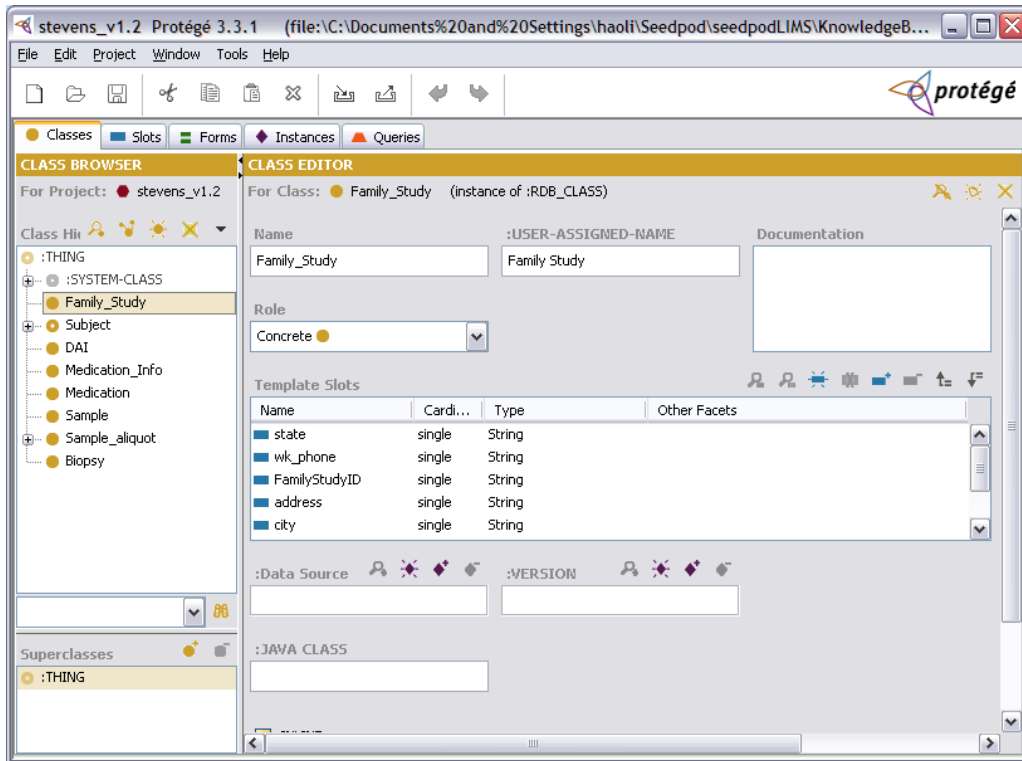 stevens_v1.2 Protégé 3.3.1 (file:\C:\Documents%20and%20Settings\haoli\Seedpod\seedpodLIMS\KnowledgeB...
File Edit Project Window Tools Help
protégé
Classes Slots Forms Instances Queries
CLASS BROWSER
For Project: stevens_v1.2
Class Hi
:THING
:SYSTEM-CLASS
Family_Study
Subject
DAI
Medication_Info
Medication
Sample
Sample_aliquot
Biopsy
Superclasses
:THING
CLASS EDITOR
For Class: Family_Study (instance of :RDB_CLASS)
Name :USER-ASSIGNED-NAME Documentation
Family_Study Family Study
Role
Concrete
Template Slots
Name Cardi... Type Other Facets
state single String
wk_phone single String
FamilyStudyID single String
address single String
city single String
:Data Source :VERSION
:JAVA CLASS